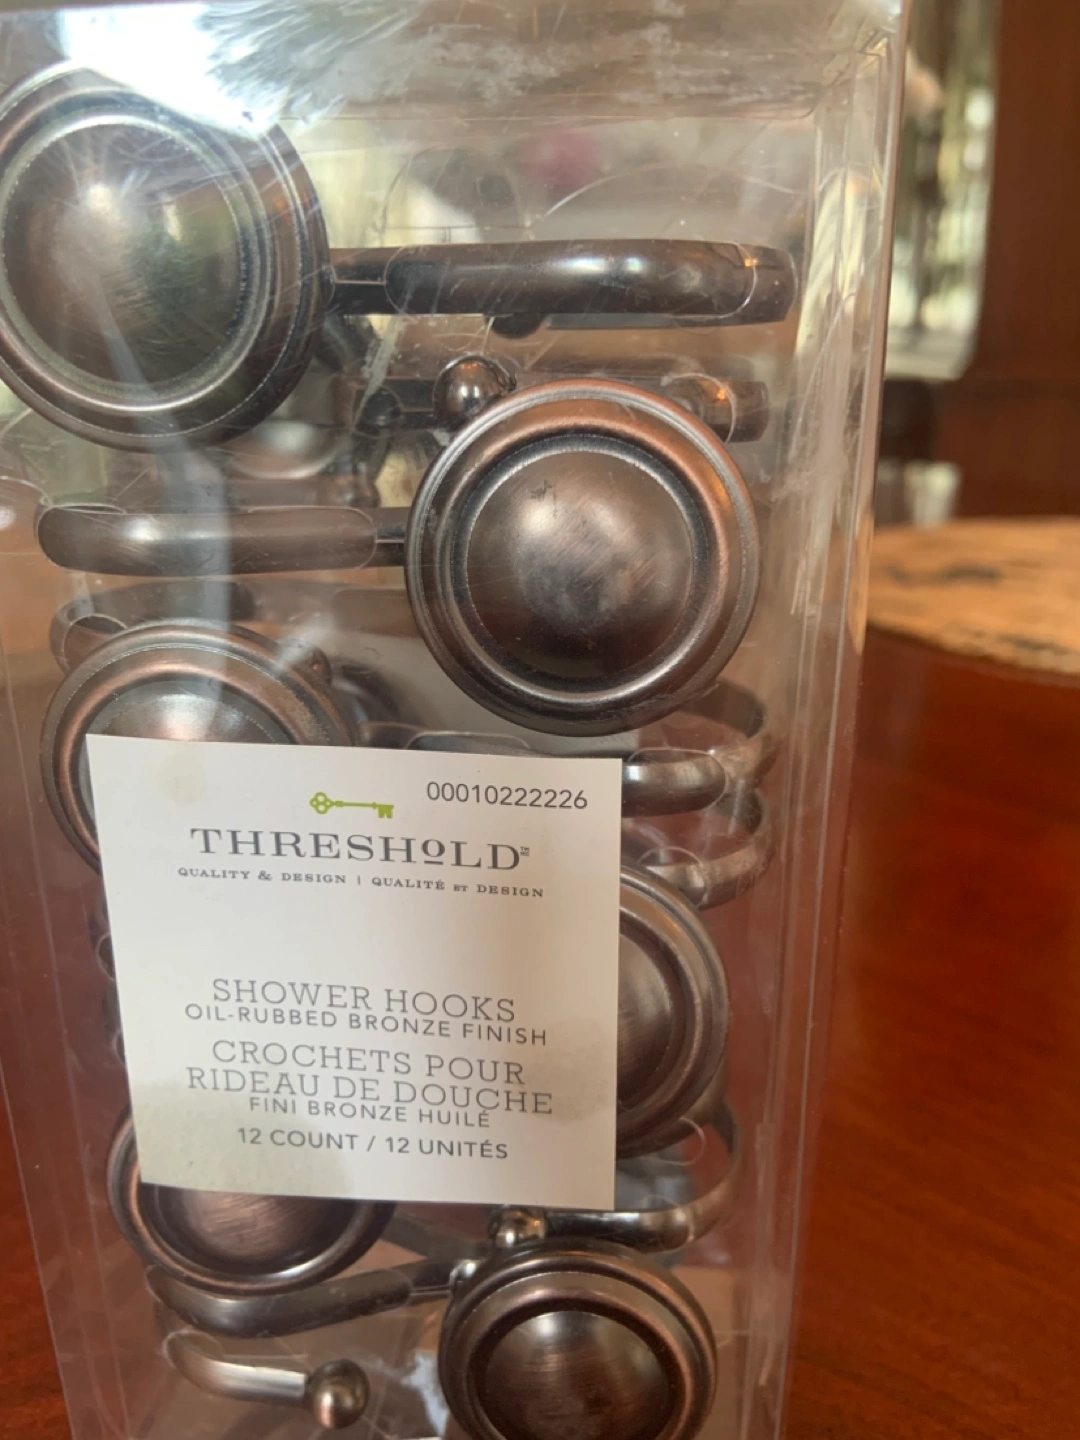 00010222226
THRESHOLD™
QUALITY & DESIGN | QUALITÉ ET DESIGN
SHOWER HOOKS
OIL-RUBBED BRONZE FINISH
CROCHETS POUR
RIDEAU DE DOUCHE
FINI BRONZE HUILÉ
12 COUNT / 12 UNITÉS